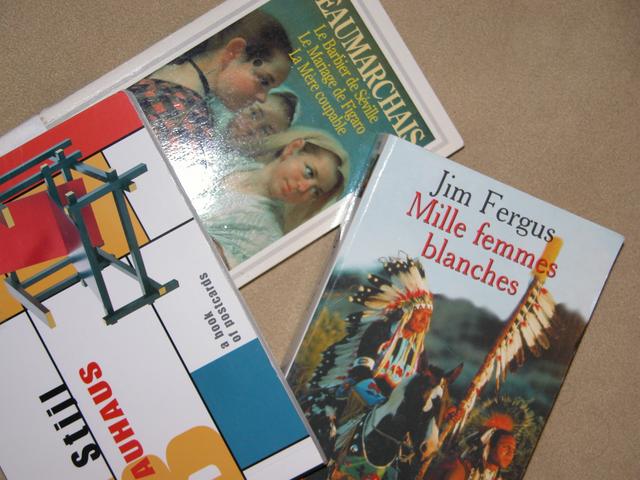 EAUMARCHAIS
Le Barbier de Séville
Le Mariage de Figaro
La Mère coupable
Jim Fergus
Mille femmes
blanches
a book
of postcards
Stijl
AUHAUS
B